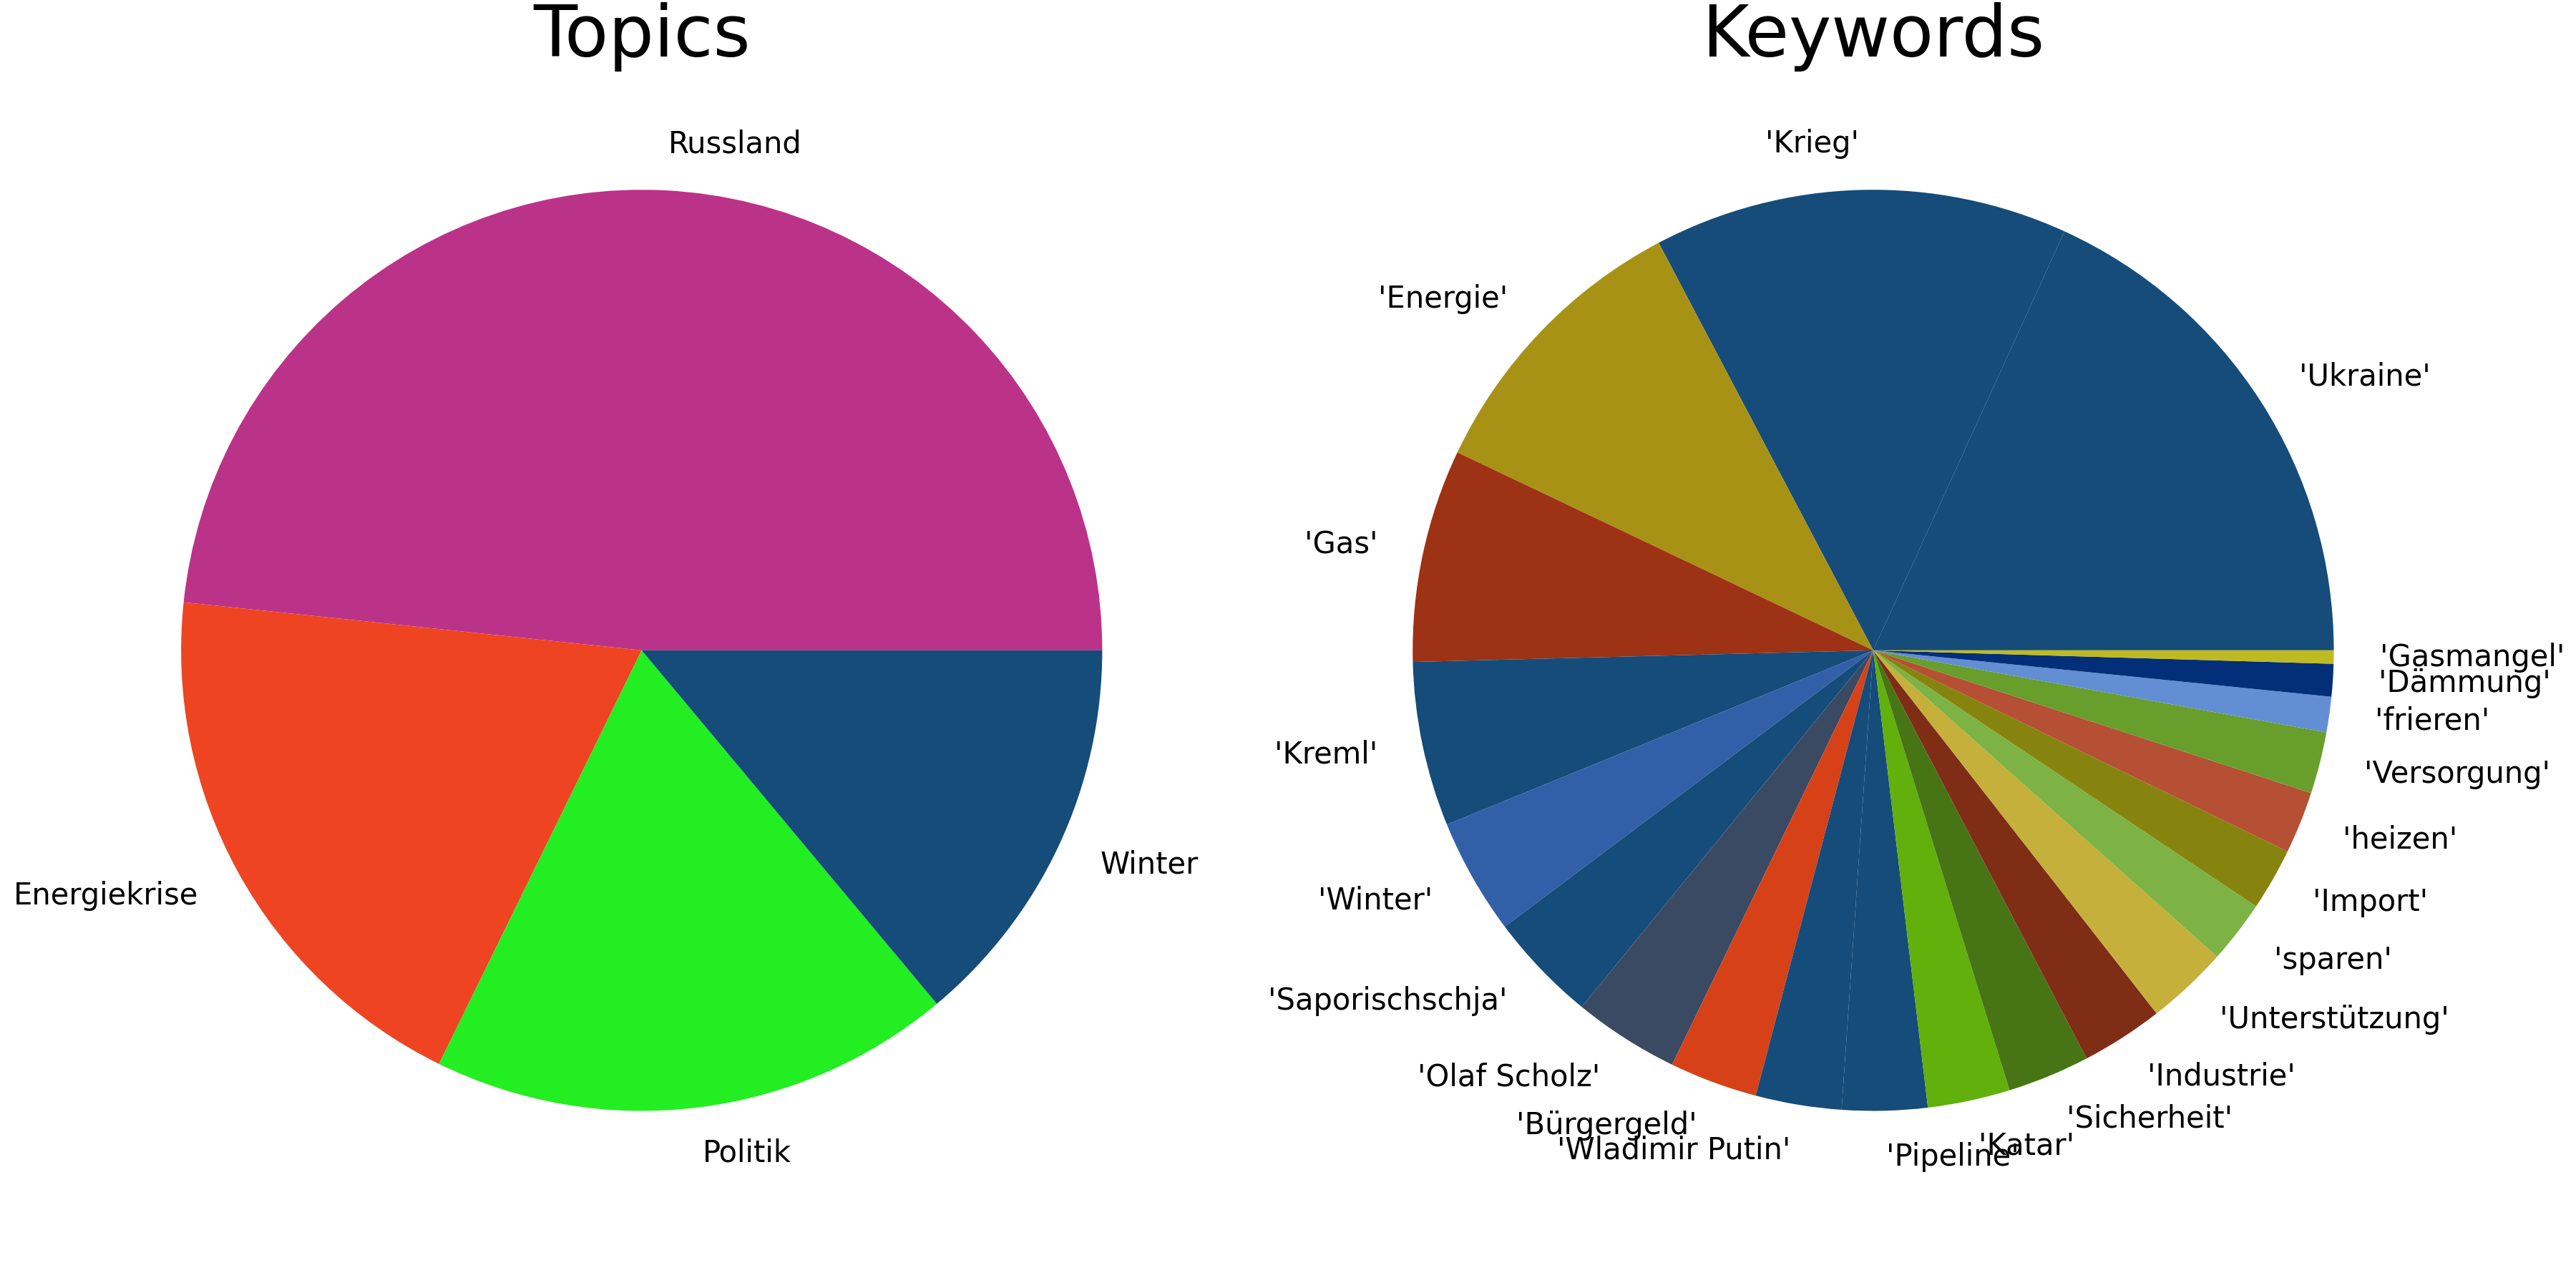 Topics
Russland
Energiekrise
Politik
Winter
Keywords
'Ukraine'
'Krieg'
'Energie'
'Gas'
'Kreml'
'Winter'
'Saporischschja'
'Olaf Scholz'
'Bürgergeld'
'Wladimir Putin'
'Pipeline'
'Katar'
'Sicherheit'
'Industrie'
'Unterstützung'
'sparen'
'Import'
'heizen'
'Versorgung'
'frieren'
'Dämmung'
'Gasmangel'